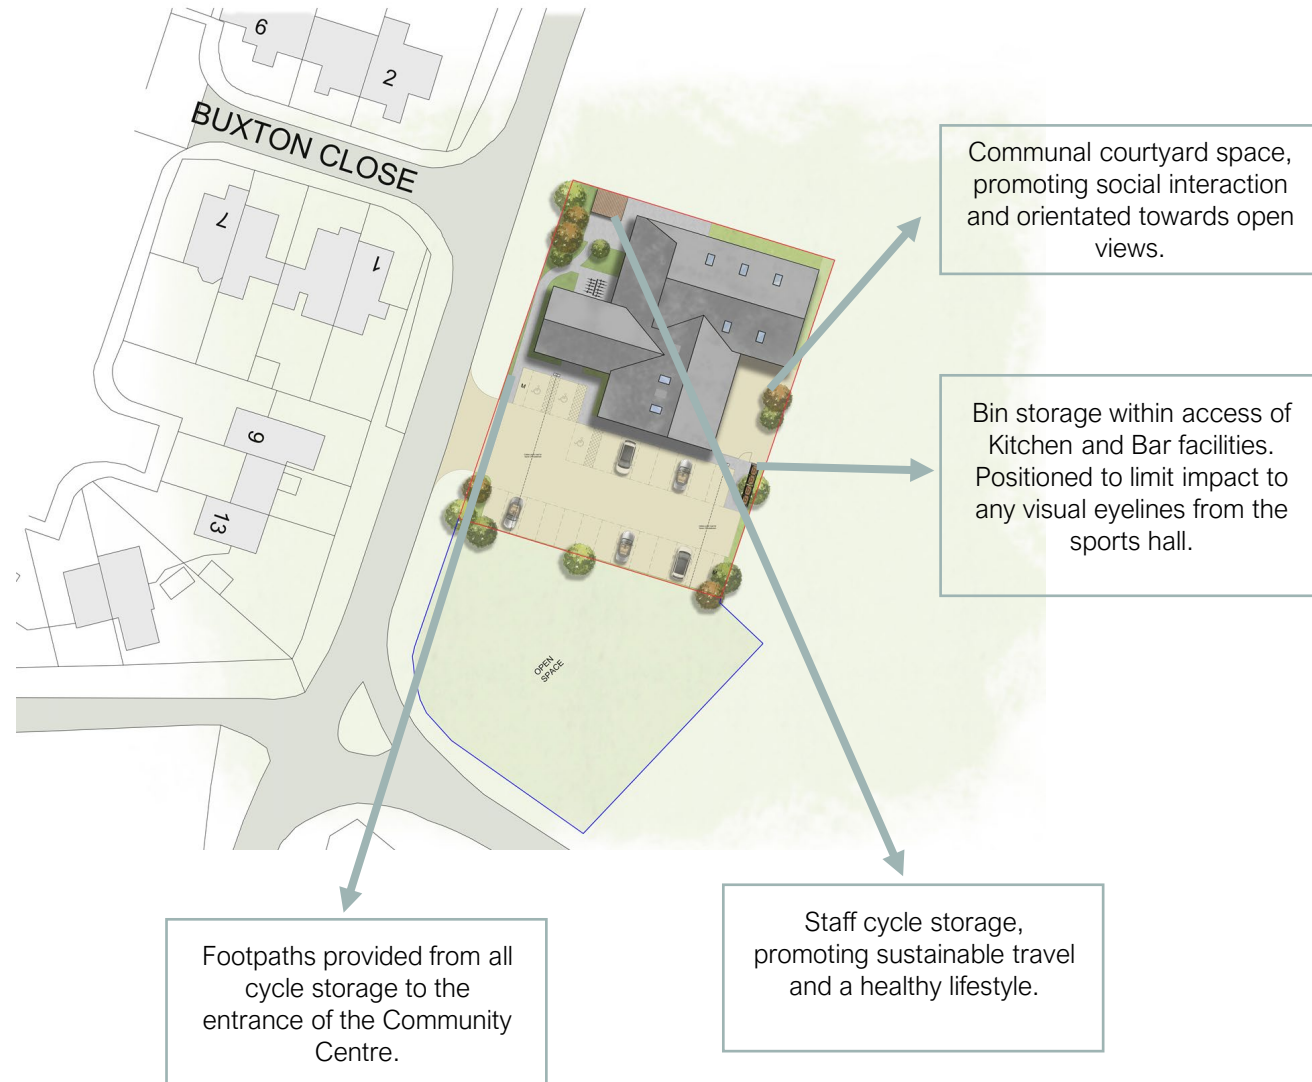 6
2
BUXTON CLOSE
7
1
9
13
M
OPEN
SPACE
Communal courtyard space,
promoting social interaction
and orientated towards open
views.
Bin storage within access of
Kitchen and Bar facilities.
Positioned to limit impact to
any visual eyelines from the
sports hall.
Footpaths provided from all
cycle storage to the
entrance of the Community
Centre.
Staff cycle storage,
promoting sustainable travel
and a healthy lifestyle.